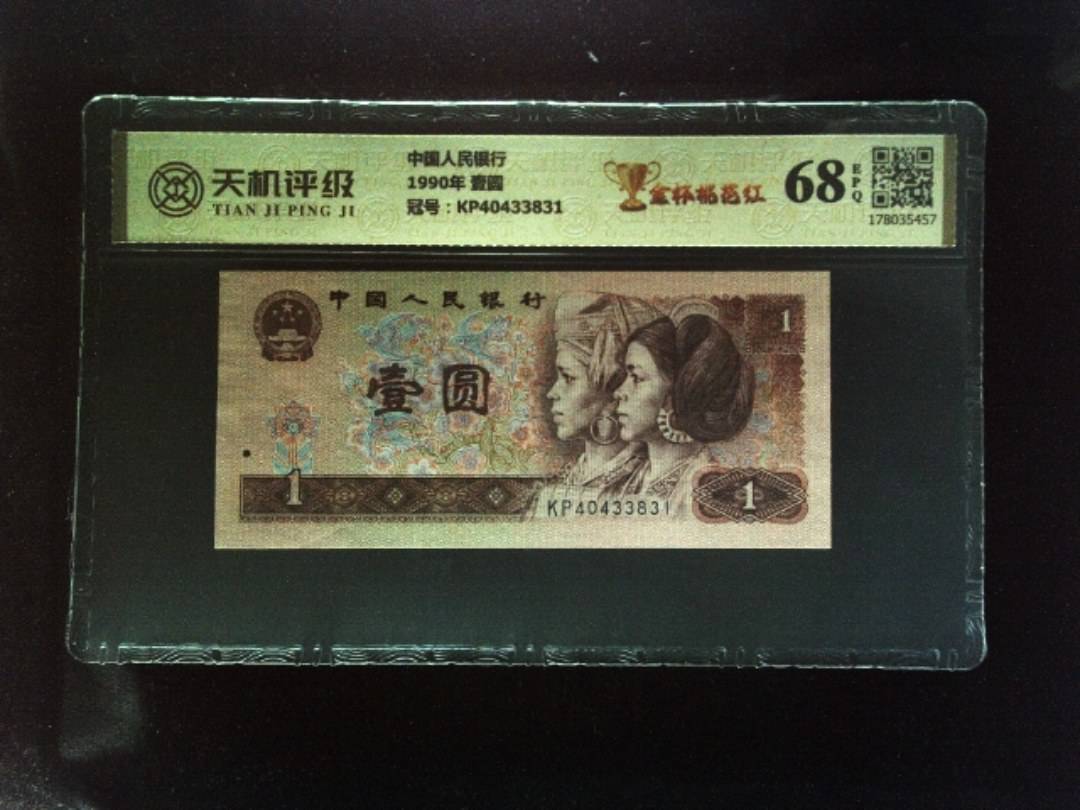 天机评级
TIAN JI PING JI
中国人民银行
1990年 壹圆
冠号：KP40433831
金杯桃花红
68
EPQ
178035457
中国人民银行
1
壹圆
1
KP40433831
1